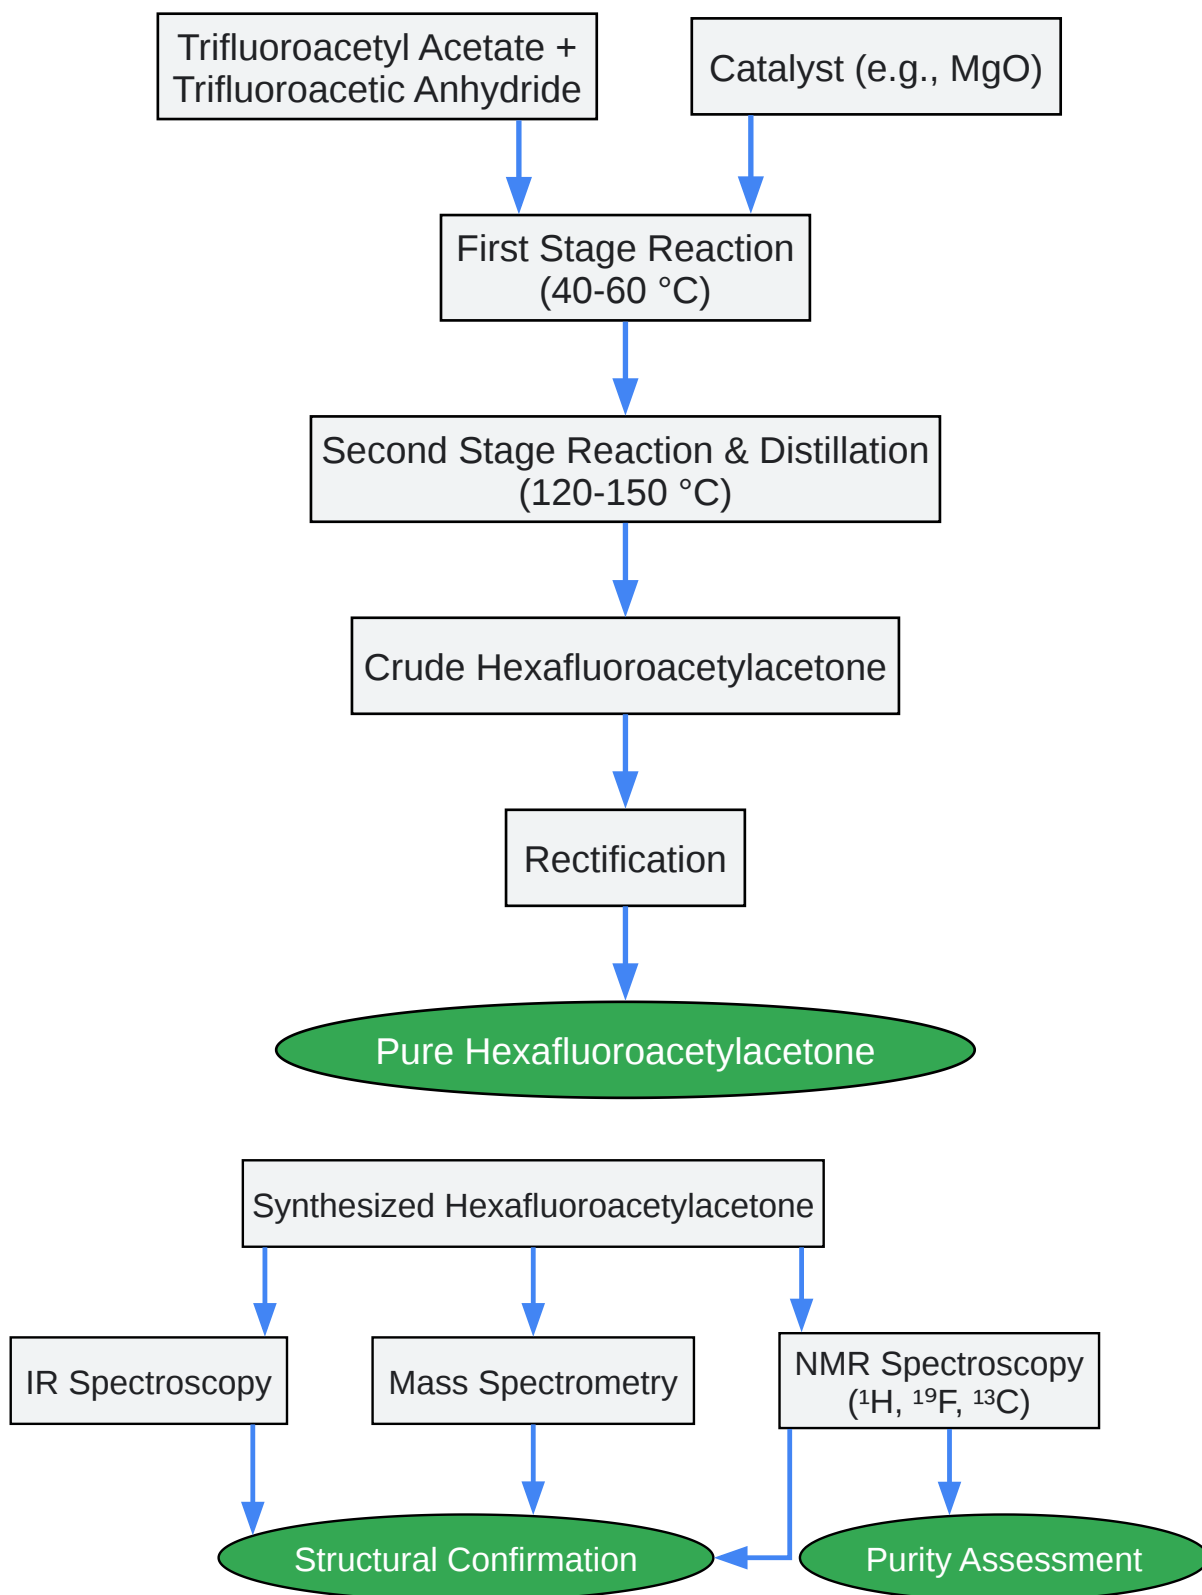 Trifluoroacetyl Acetate +
Trifluoroacetic Anhydride
Catalyst (e.g., MgO)
First Stage Reaction
(40-60 °C)
Second Stage Reaction & Distillation
(120-150 °C)
Crude Hexafluoroacetylacetone
Rectification
Pure Hexafluoroacetylacetone
Synthesized Hexafluoroacetylacetone
IR Spectroscopy
Mass Spectrometry
NMR Spectroscopy
(¹H, ¹⁹F, ¹³C)
Structural Confirmation
Purity Assessment